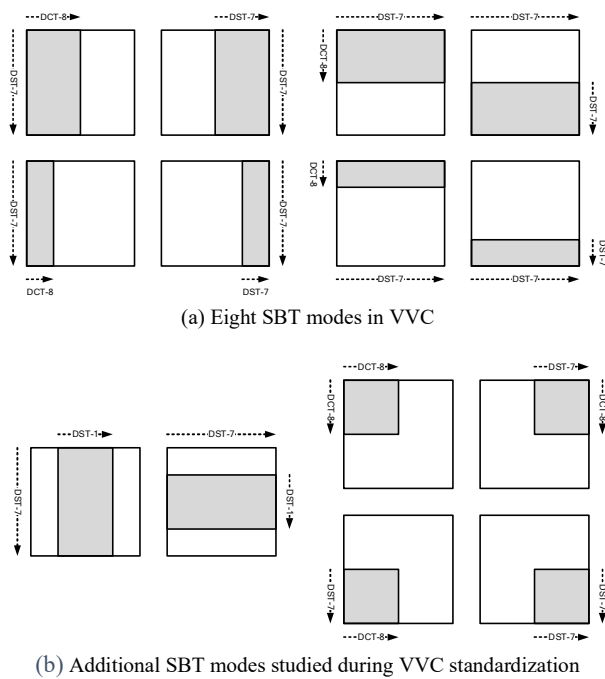 DCT-8 DST-7 DST-7 DST-7
DST-7 DST-7 DCT-8 DST-7
DST-7 DST-7 DCT-8 DST-7
DCT-8 DST-7 DST-7 DST-7
(a) Eight SBT modes in VVC
DCT-8 DST-7
DCT-8 DCT-8
DST-1 DST-7
DST-7 DST-1
DST-7 DST-7
DCT-8 DST-7
(b) Additional SBT modes studied during VVC standardization